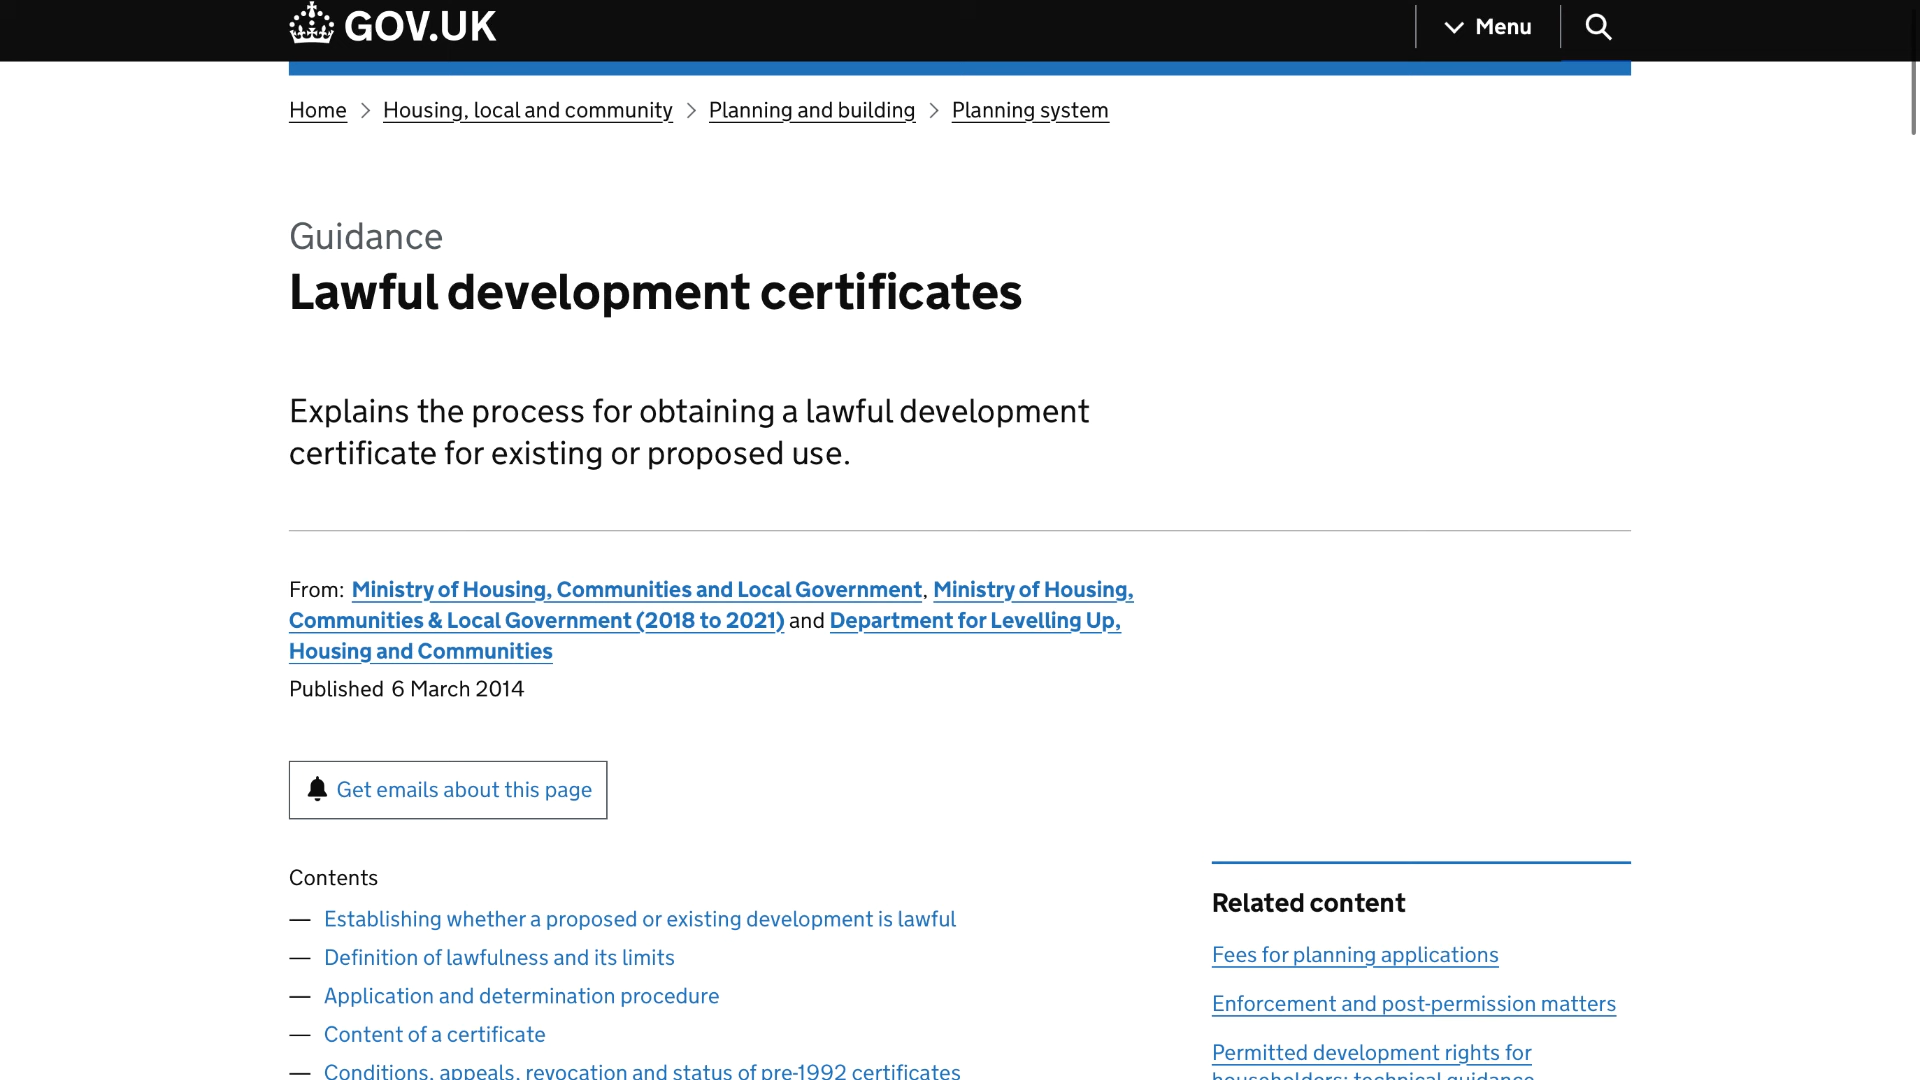 GOV.UK
Menu
Home
Housing, local and community
Planning and building
Planning system
Guidance
Lawful development certificates
Explains the process for obtaining a lawful development
certificate for existing or proposed use.
From: Ministry of Housing, Communities and Local Government, Ministry of Housing,
Communities & Local Government (2018 to 2021) and Department for Levelling Up,
Housing and Communities
Published 6 March 2014
Get emails about this page
Contents
— Establishing whether a proposed or existing development is lawful
— Definition of lawfulness and its limits
— Application and determination procedure
— Content of a certificate
— Conditions, appeals, revocation and status of pre-1992 certificates
Related content
Fees for planning applications
Enforcement and post-permission matters
Permitted development rights for
householders: technical guidance